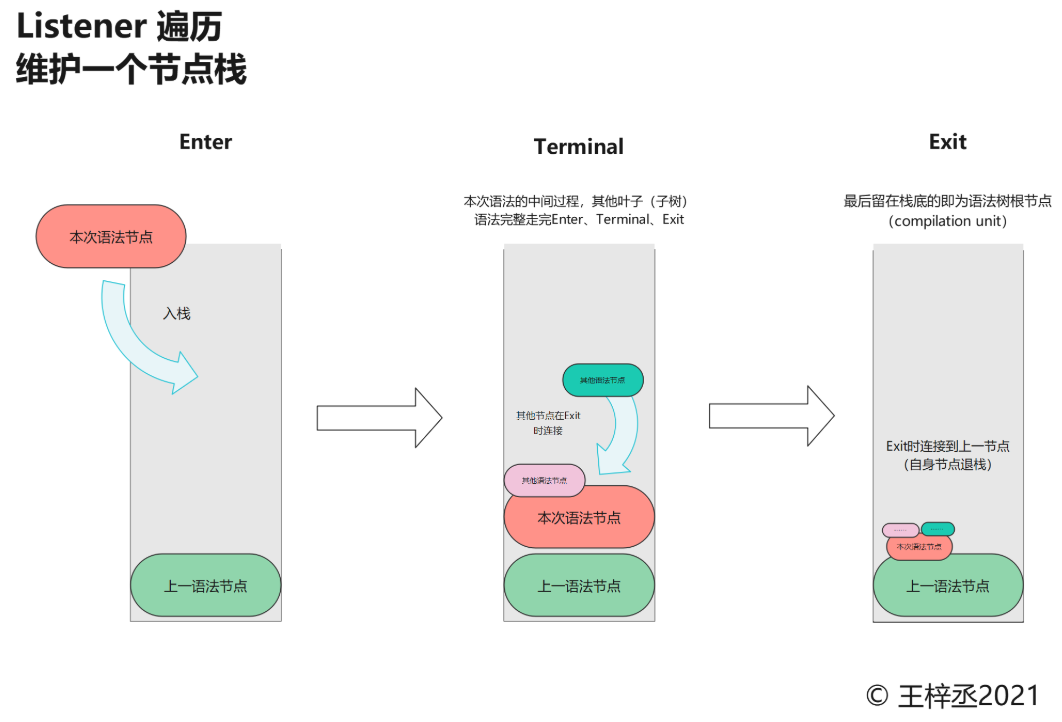 Listener 遍历
维护一个节点栈
Enter
本次语法节点
入栈
上一语法节点
Terminal
本次语法的中间过程，其他叶子（子树）
语法完整走完Enter、Terminal、Exit
其他语法节点
其他节点在Exit
时连接
其他语法节点
本次语法节点
上一语法节点
Exit
最后留在栈底的即为语法树根节点
（compilation unit）
Exit时连接到上一节点
（自身节点退栈）
……
……
本次语法节点
上一语法节点
© 王梓丞2021